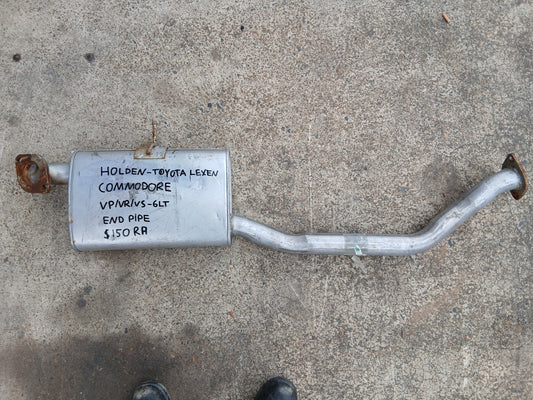 HOLDEN-TOYOTA LEXEN
COMMODORE
VP/VR/VS-6LT
END PIPE
$150 RA